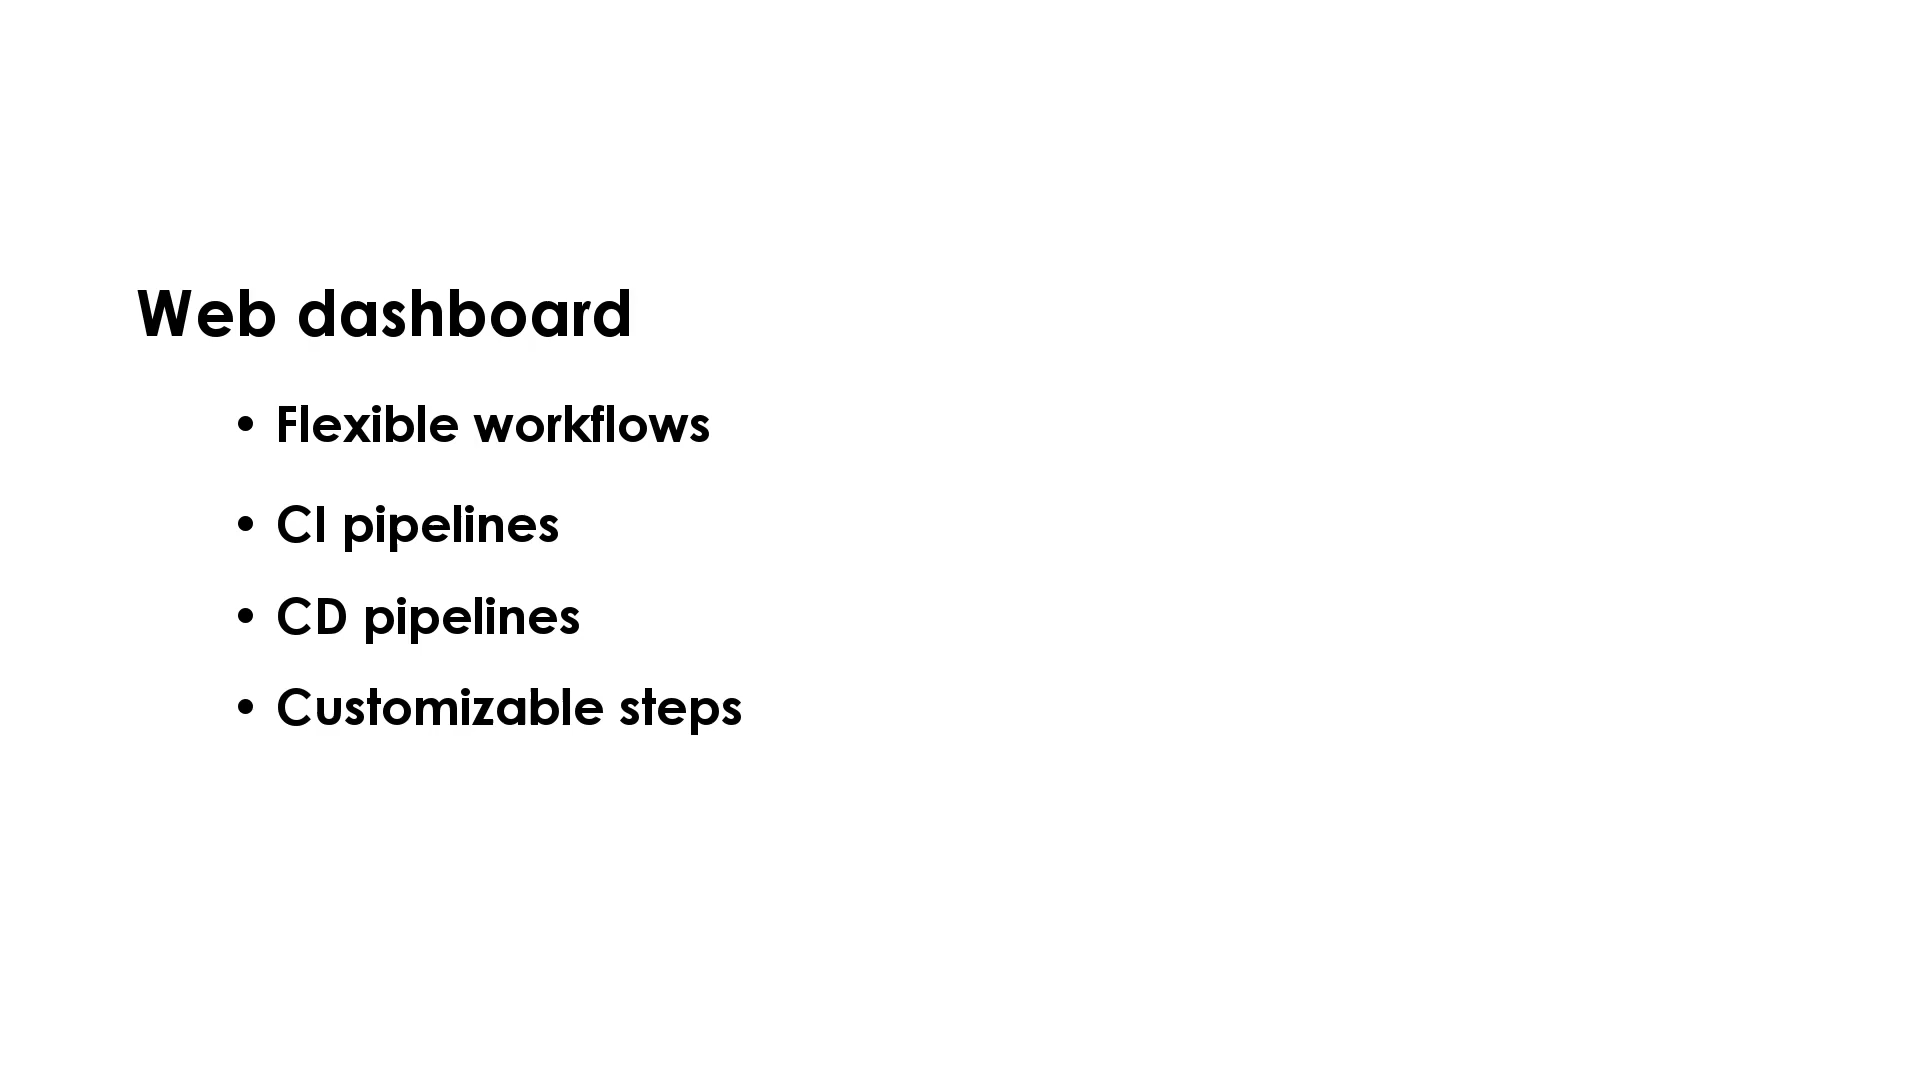 Web dashboard
• Flexible workflows
• CI pipelines
• CD pipelines
• Customizable steps